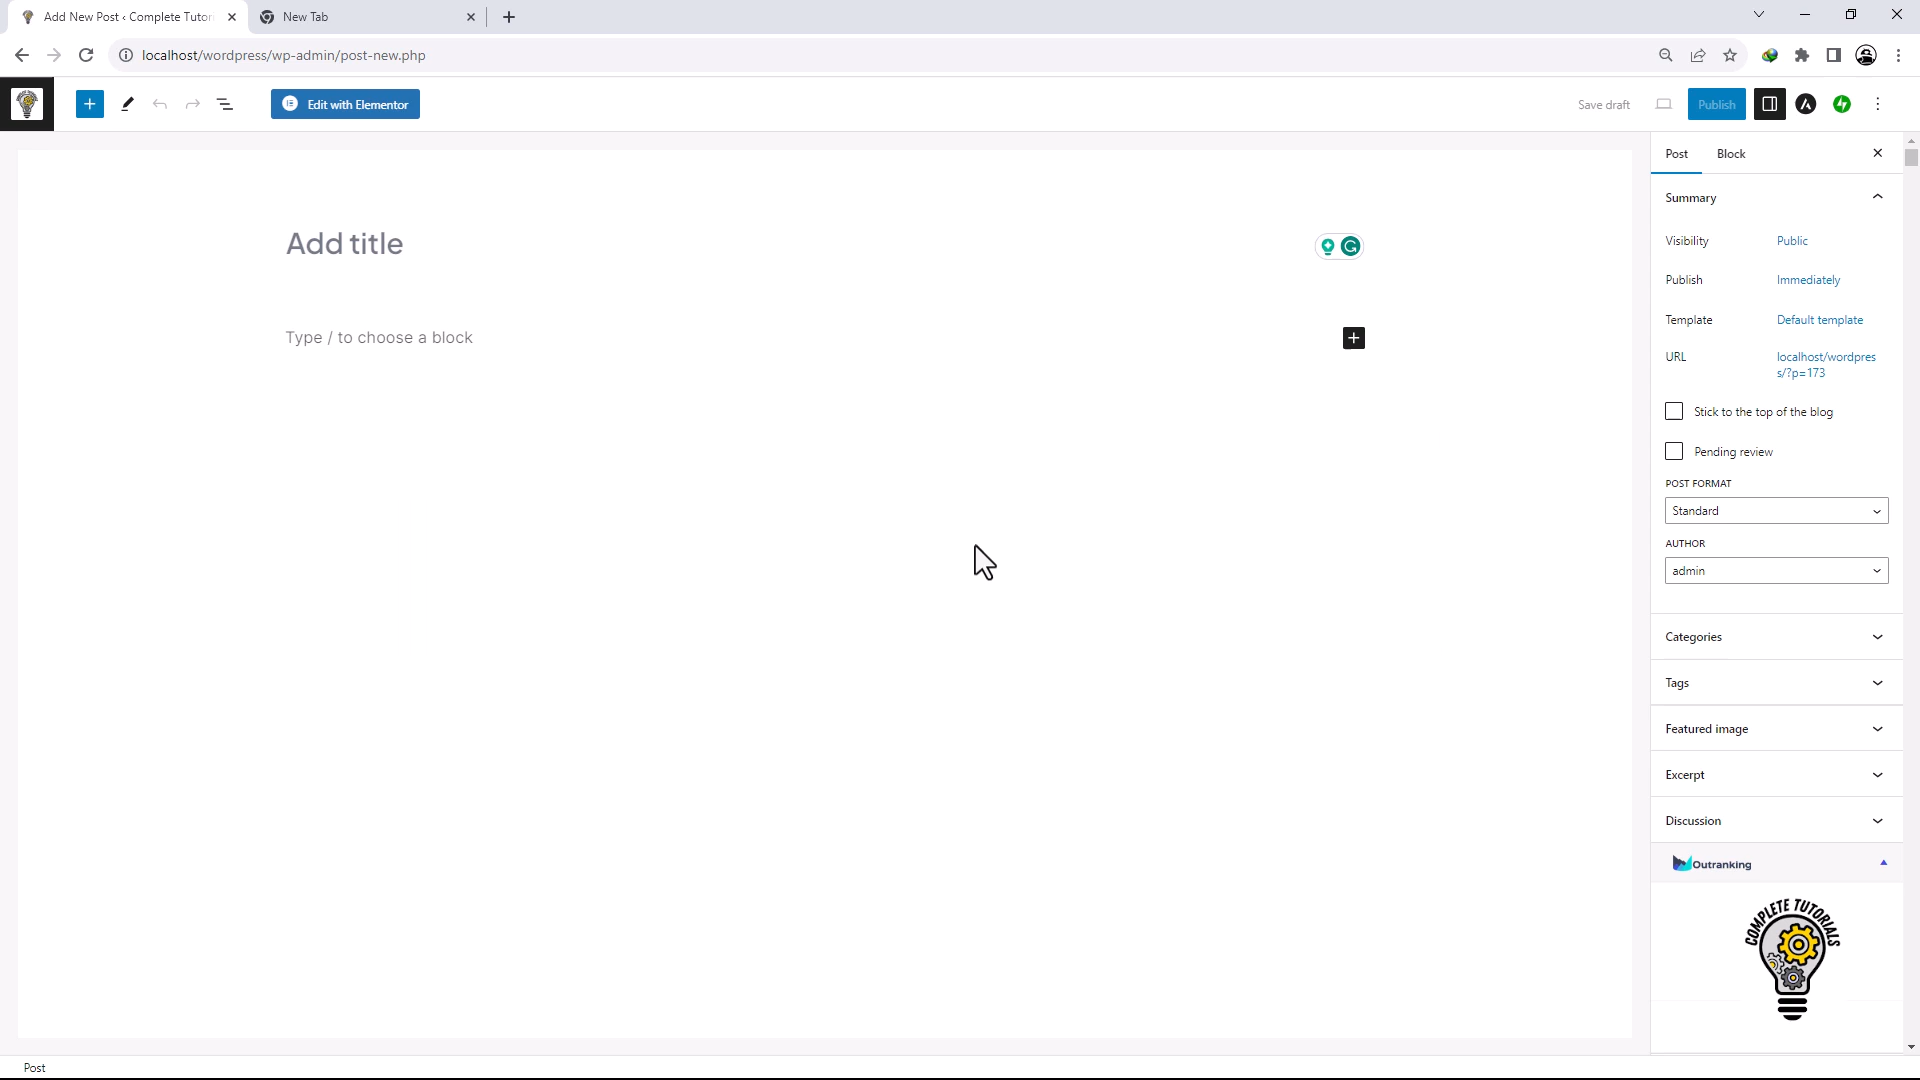 Add New Post ‹ Complete Tutori
New Tab
localhost/wordpress/wp-admin/post-new.php
Edit with Elementor
Save draft
Publish
Post
Block
Summary
Add title
Visibility
Public
Publish
Immediately
Template
Default template
Type / to choose a block
URL
localhost/wordpres
s/?p=173
Stick to the top of the blog
Pending review
POST FORMAT
Standard
AUTHOR
admin
Categories
Tags
Featured image
Excerpt
Discussion
Outranking
COMPLETE TUTORIALS
Post